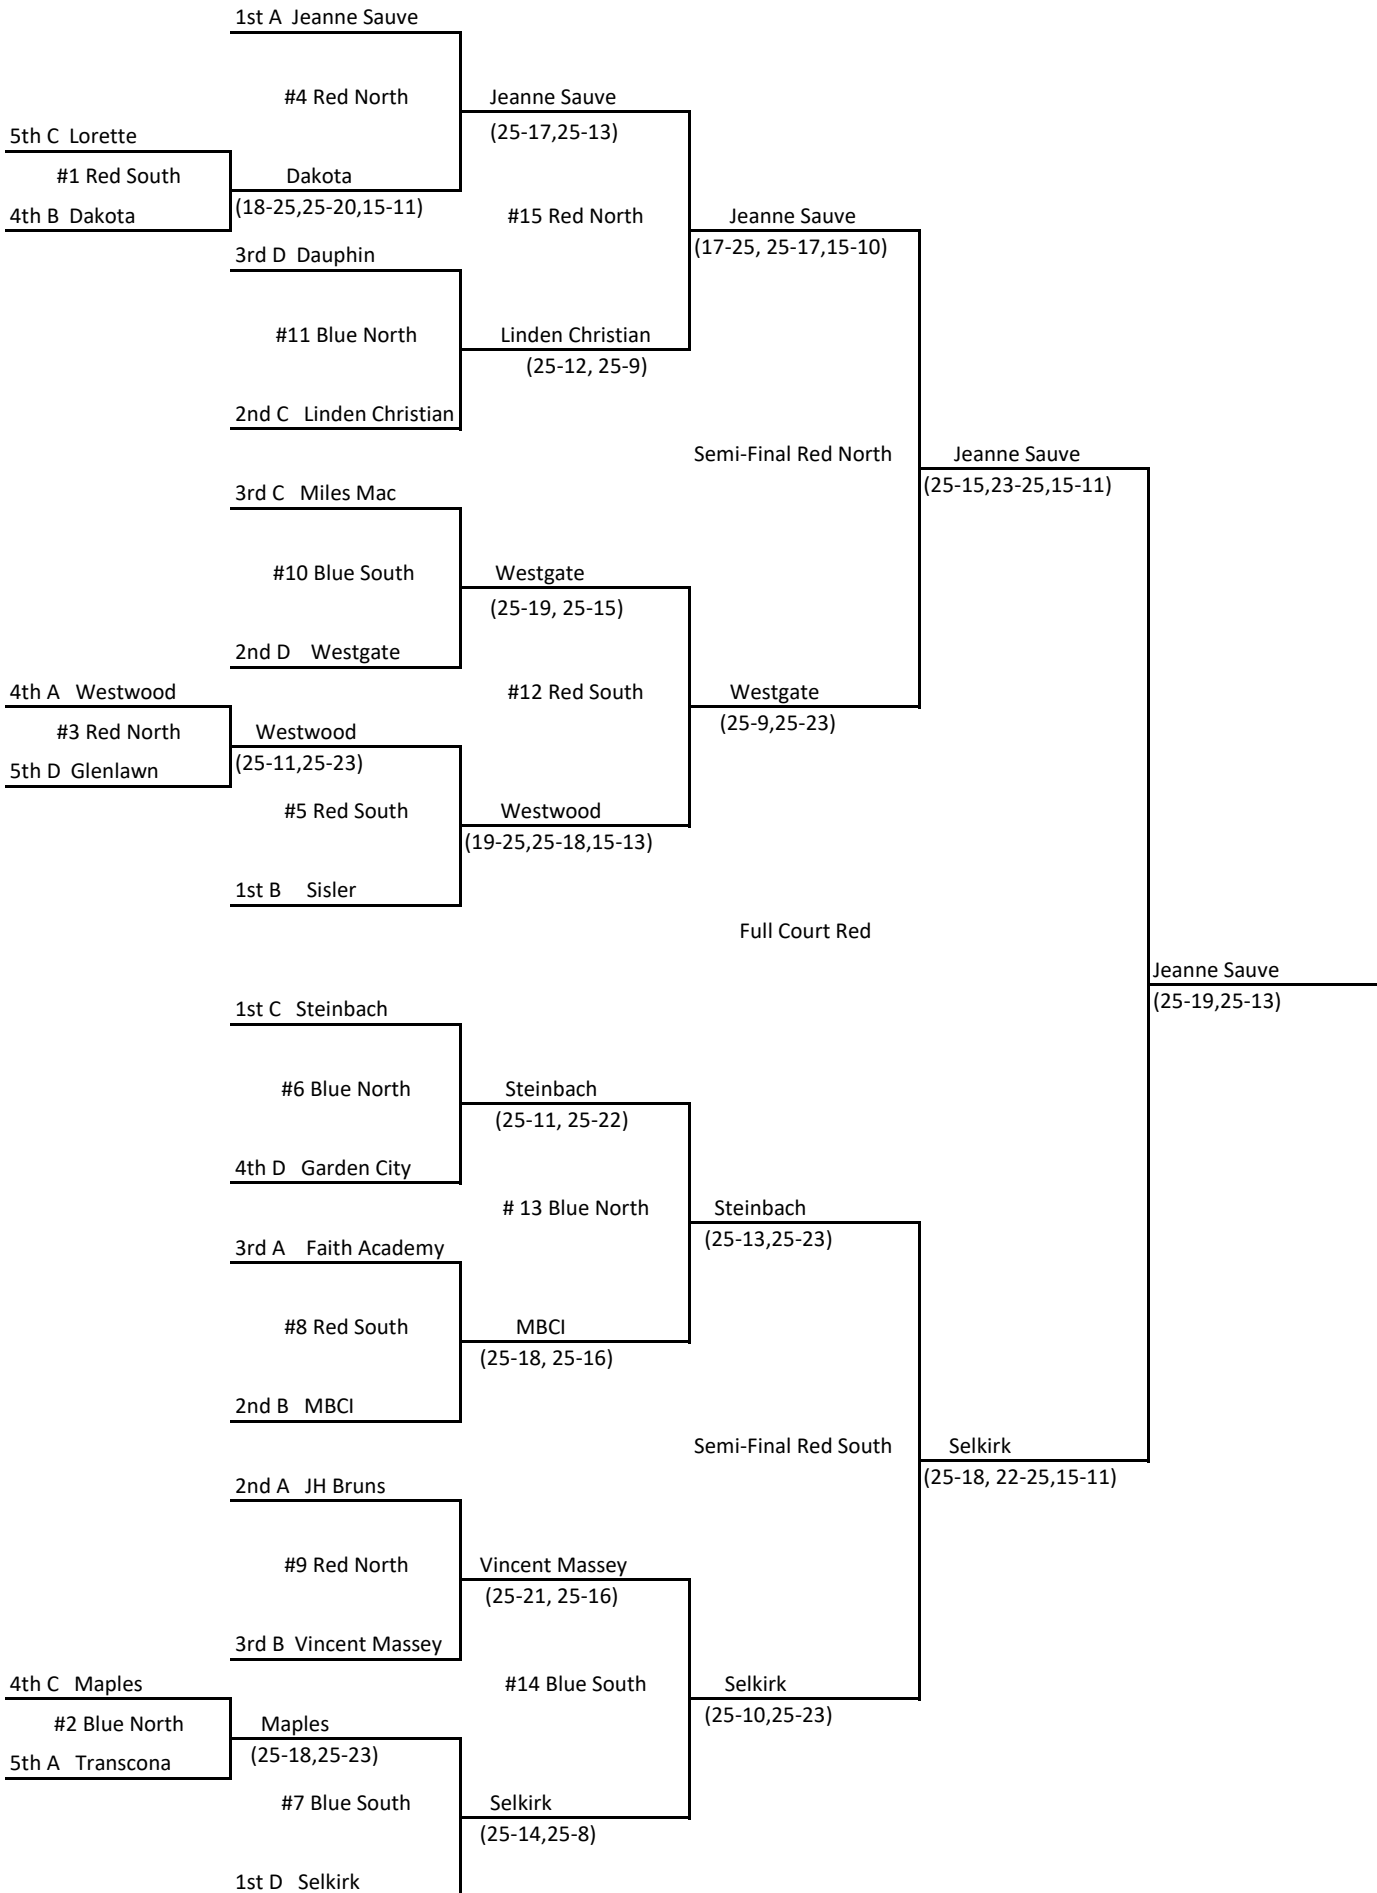 1st A  Jeanne Sauve
#4 Red North
Jeanne Sauve
5th C  Lorette
(25-17,25-13)
#1 Red South
Dakota
4th B  Dakota
(18-25,25-20,15-11)
#15 Red North
Jeanne Sauve
3rd D  Dauphin
(17-25, 25-17,15-10)
#11 Blue North
Linden Christian
(25-12, 25-9)
2nd C   Linden Christian
Semi-Final Red North
Jeanne Sauve
3rd C   Miles Mac
(25-15,23-25,15-11)
#10 Blue South
Westgate
(25-19, 25-15)
2nd D    Westgate
4th A   Westwood
#12 Red South
Westgate
#3 Red North
Westwood
(25-9,25-23)
5th D  Glenlawn
(25-11,25-23)
#5 Red South
Westwood
(19-25,25-18,15-13)
1st B     Sisler
Full Court Red
Jeanne Sauve
1st C   Steinbach
(25-19,25-13)
#6 Blue North
Steinbach
(25-11, 25-22)
4th D   Garden City
# 13 Blue North
Steinbach
3rd A    Faith Academy
(25-13,25-23)
#8 Red South
MBCI
(25-18, 25-16)
2nd B   MBCI
Semi-Final Red South
Selkirk
2nd A   JH Bruns
(25-18, 22-25,15-11)
#9 Red North
Vincent Massey
(25-21, 25-16)
3rd B  Vincent Massey
4th C   Maples
#14 Blue South
Selkirk
#2 Blue North
Maples
(25-10,25-23)
5th A   Transcona
(25-18,25-23)
#7 Blue South
Selkirk
(25-14,25-8)
1st D   Selkirk